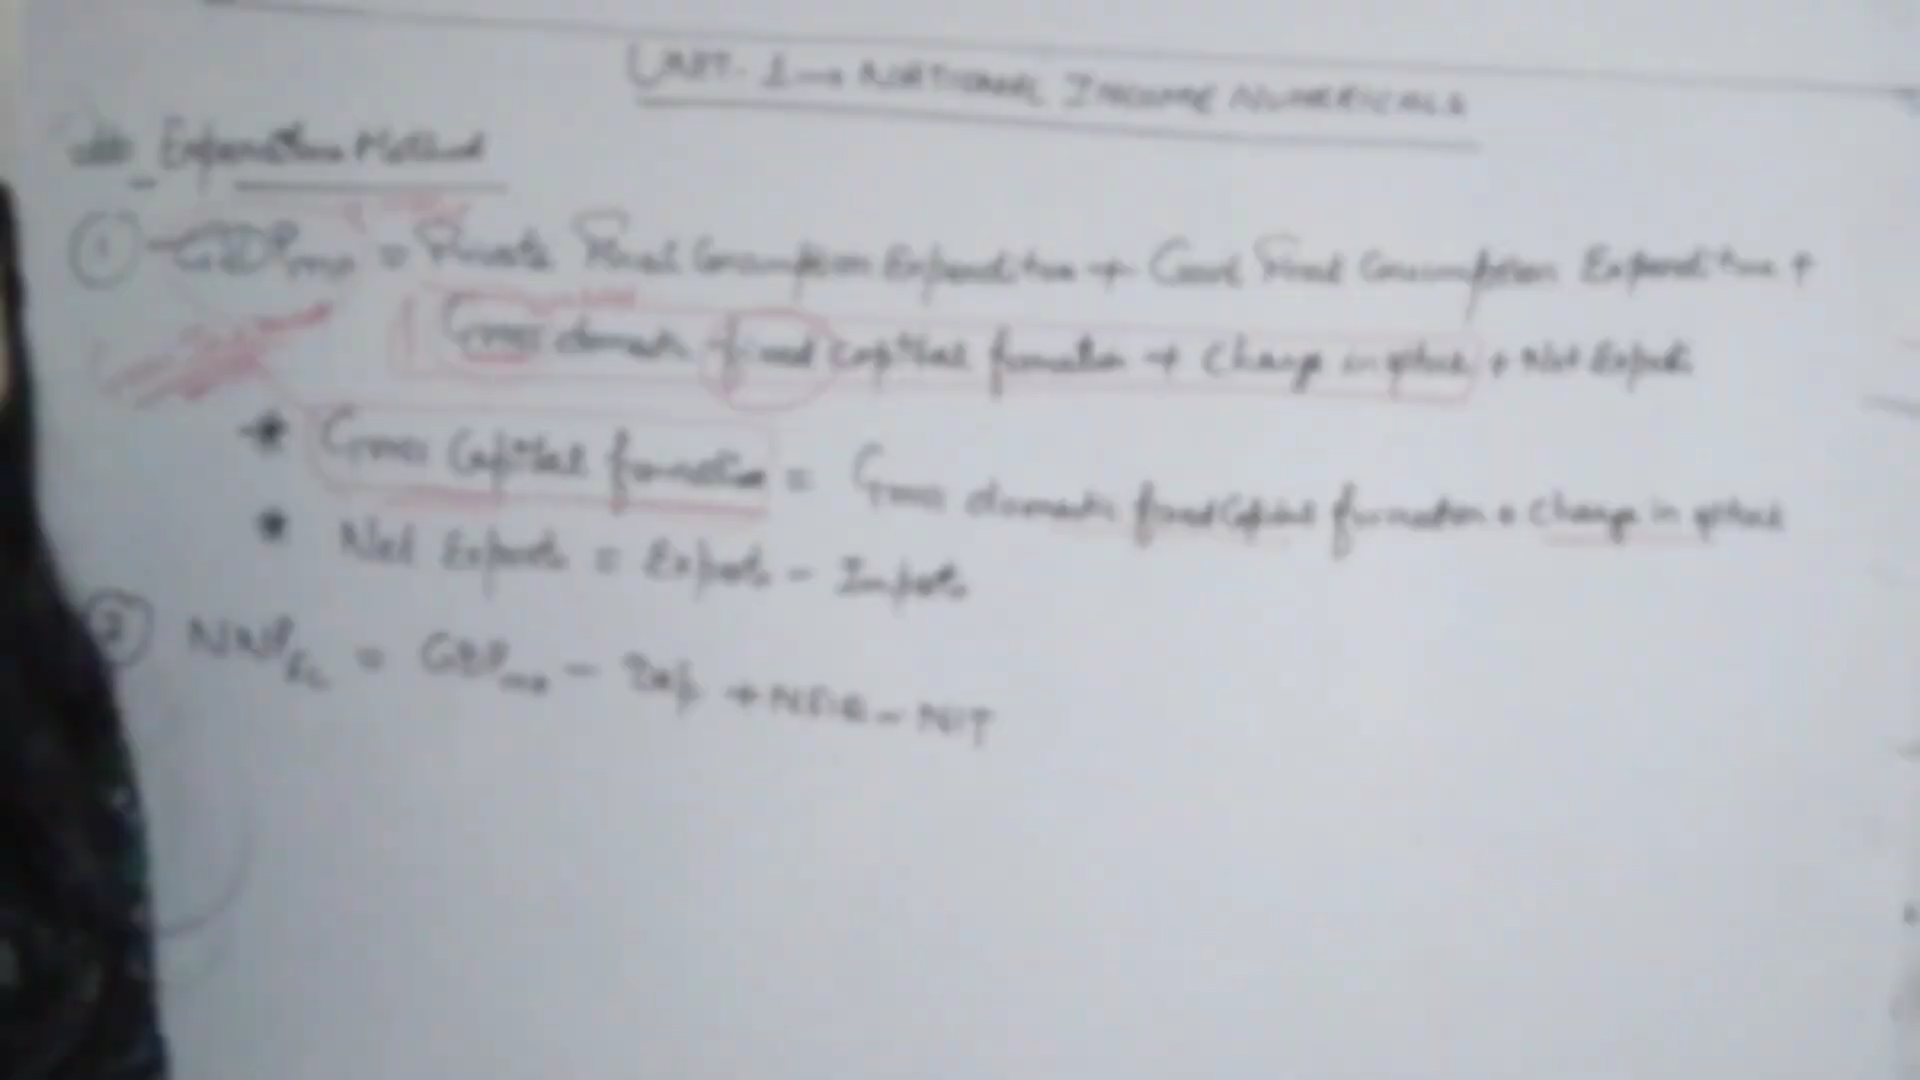 UNIT-1 → NATIONAL INCOME NUMERICALS
Expenditure Method
① GDPmp = Private Final Consumption Expenditure + Govt Final Consumption Expenditure +
Gross domestic fixed capital formation + Change in stock + Net Exports
* Gross Capital formation = Gross domestic fixed Capital formation + Change in stock
* Net Exports = Exports - Imports
② NNPFC = GDPmp - Dep + NFIA - NIT